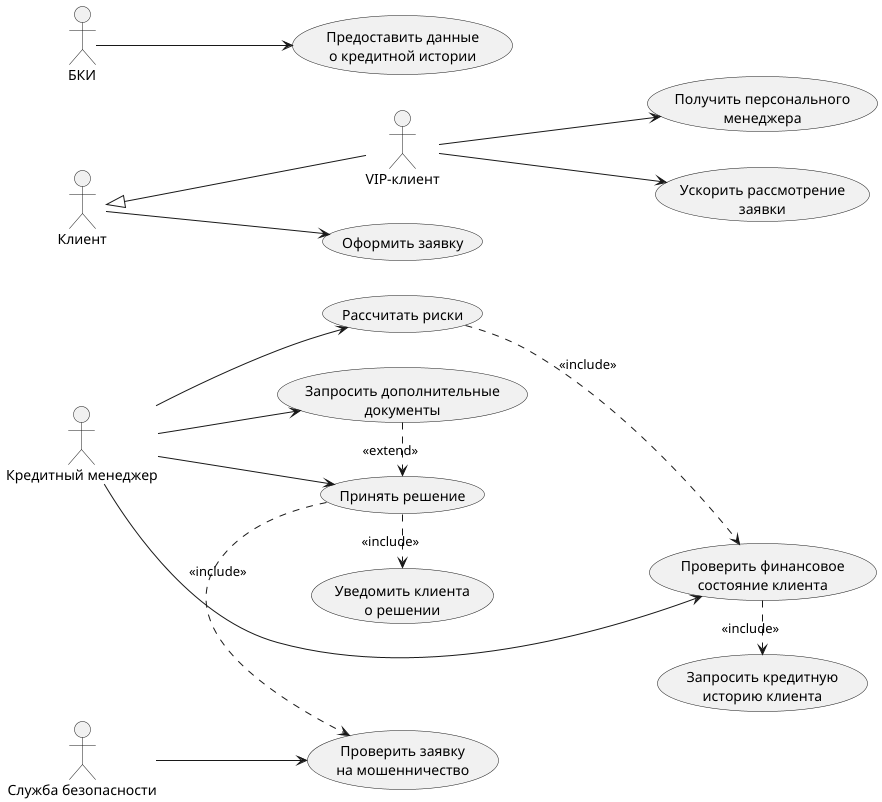 БКИ
Предоставить данные
о кредитной истории
Получить персонального
менеджера
VIP-клиент
Ускорить рассмотрение
заявки
Клиент
Оформить заявку
Рассчитать риски
«include»
Запросить дополнительные
документы
«extend»
Кредитный менеджер
Принять решение
«include»
«include»
Проверить финансовое
состояние клиента
Уведомить клиента
о решении
«include»
Запросить кредитную
историю клиента
Служба безопасности
Проверить заявку
на мошенничество